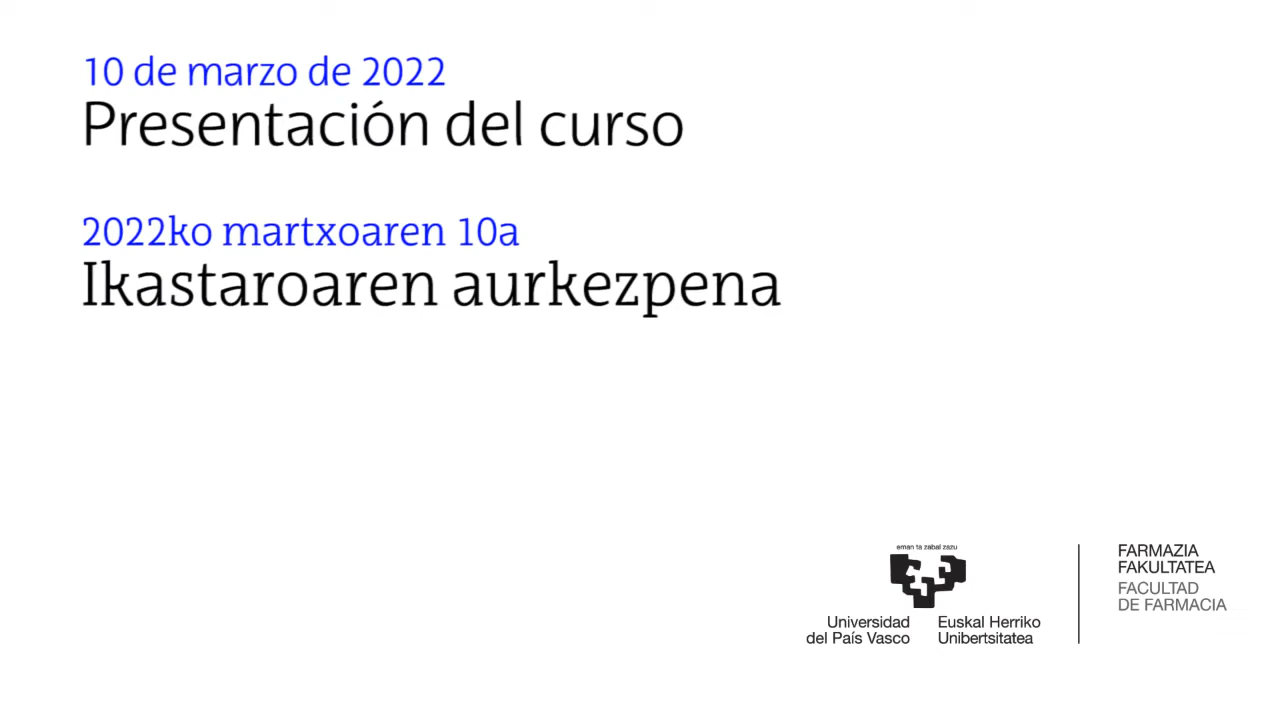 10 de marzo de 2022
Presentación del curso
2022ko martxoaren 10a
Ikastaroaren aurkezpena
eman ta zabal zazu
Universidad
del País Vasco
Euskal Herriko
Unibertsitatea
FARMAZIA
FAKULTATEA
FACULTAD
DE FARMACIA